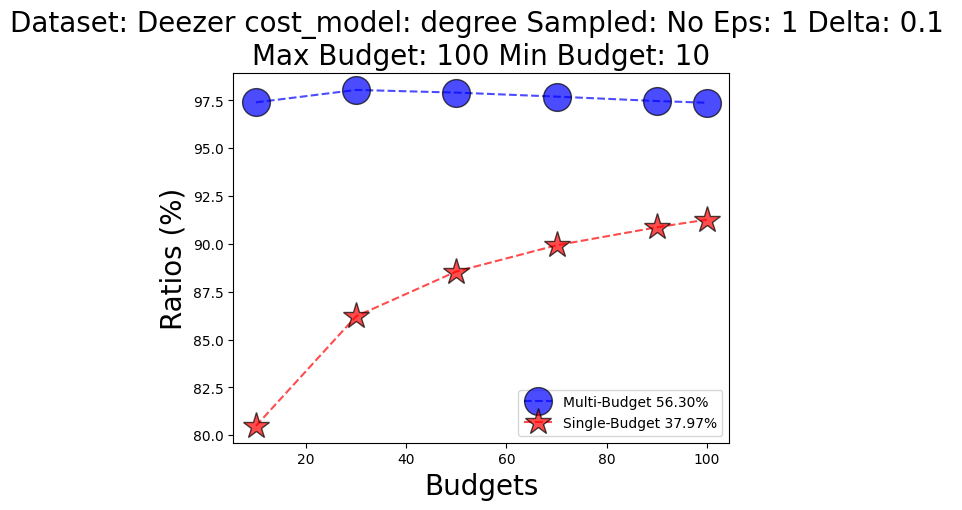 Dataset: Deezer cost_model: degree Sampled: No Eps: 1 Delta: 0.1
Max Budget: 100 Min Budget: 10
97.5
95.0
92.5
90.0
87.5
85.0
82.5
80.0
Ratios (%)
Multi-Budget 56.30%
Single-Budget 37.97%
20 40 60 80 100
Budgets